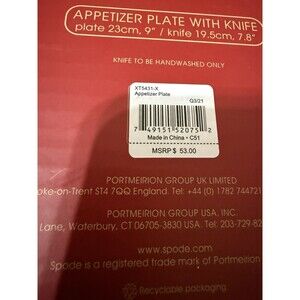 APPETIZER PLATE WITH KNIFE
plate 23cm, 9" / knife 19.5cm, 7.8"
KNIFE TO BE HANDWASHED ONLY
XT5431-X
Appetizer Plate
Q3/21
7 49151 52075 2
Made in China • C51
MSRP $ 53.00
PORTMEIRION GROUP UK LIMITED
oke-on-Trent ST4 7QQ England. Tel: +44 (0) 1782 744721
PORTMEIRION GROUP USA, INC.
Lane, Waterbury, CT 06705-3830 USA. Tel: 203-729-82
www.spode.com
Spode is a registered trade mark of Portmeirion
Recyclable packaging